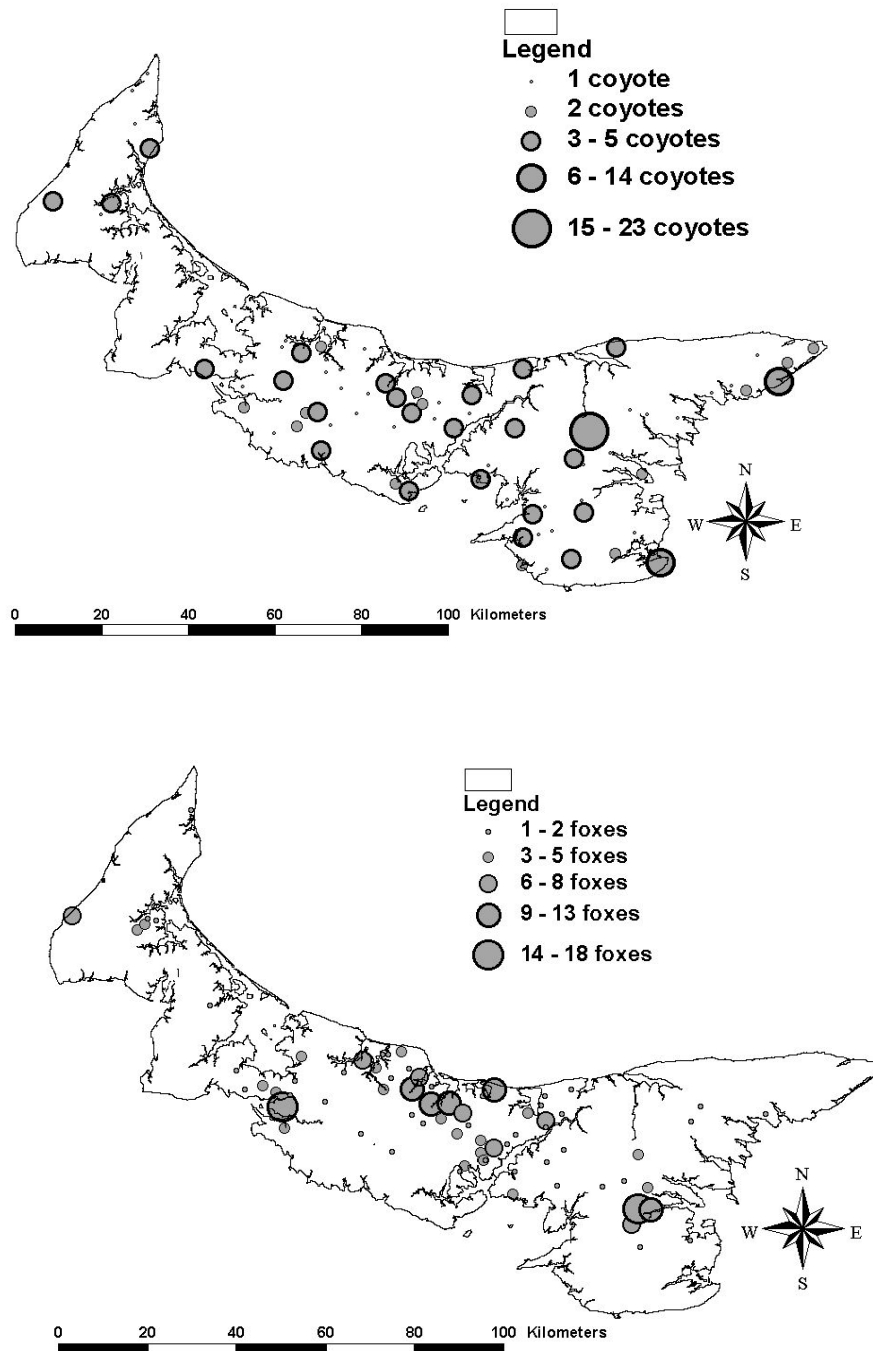 Legend
1 coyote
2 coyotes
3 - 5 coyotes
6 - 14 coyotes
15 - 23 coyotes
N
W E
S
0 20 40 60 80 100 Kilometers
Legend
1 - 2 foxes
3 - 5 foxes
6 - 8 foxes
9 - 13 foxes
14 - 18 foxes
N
W E
S
0 20 40 60 80 100 Kilometers